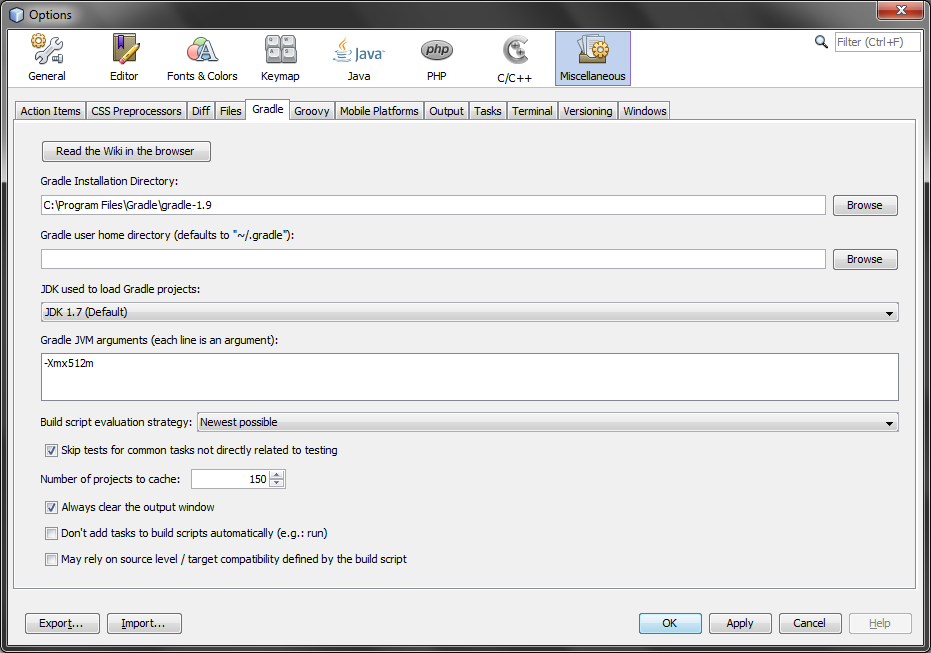 Options
General
Editor
Fonts & Colors
Keymap
Java
Java
php
PHP
C/C++
Miscellaneous
Filter (Ctrl+F)
Action Items
CSS Preprocessors
Diff
Files
Gradle
Groovy
Mobile Platforms
Output
Tasks
Terminal
Versioning
Windows
Read the Wiki in the browser
Gradle Installation Directory:
C:\Program Files\Gradle\gradle-1.9
Browse
Gradle user home directory (defaults to "~/.gradle"):
Browse
JDK used to load Gradle projects:
JDK 1.7 (Default)
Gradle JVM arguments (each line is an argument):
-Xmx512m
Build script evaluation strategy:
Newest possible
Skip tests for common tasks not directly related to testing
Number of projects to cache:
150
Always clear the output window
Don't add tasks to build scripts automatically (e.g.: run)
May rely on source level / target compatibility defined by the build script
Export...
Import...
OK
Apply
Cancel
Help